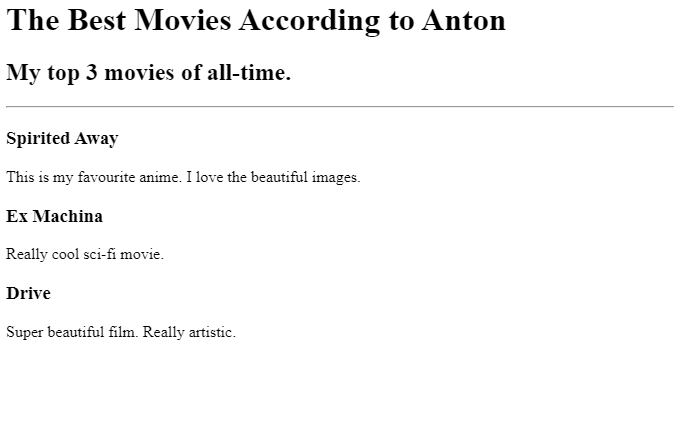 The Best Movies According to Anton
My top 3 movies of all-time.
Spirited Away
This is my favourite anime. I love the beautiful images.
Ex Machina
Really cool sci-fi movie.
Drive
Super beautiful film. Really artistic.